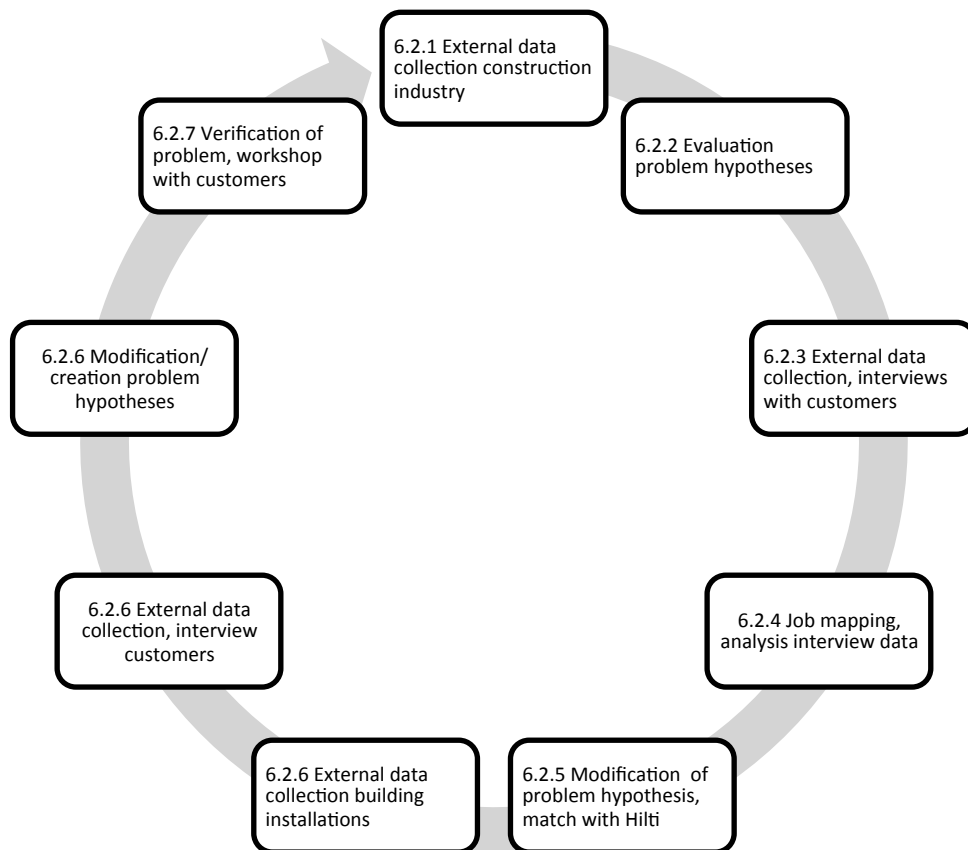 6.2.1 External data
collection construction
industry
6.2.2 Evaluation
problem hypotheses
6.2.3 External data
collection, interviews
with customers
6.2.4 Job mapping,
analysis interview data
6.2.5 Modification of
problem hypothesis,
match with Hilti
6.2.6 External data
collection building
installations
6.2.6 External data
collection, interview
customers
6.2.6 Modification/
creation problem
hypotheses
6.2.7 Verification of
problem, workshop
with customers